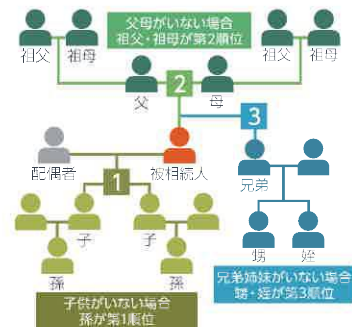 父母がいない場合
祖父・祖母が第2順位
祖父
祖母
祖父
祖母
父
2
母
3
配偶者
1
被相続人
兄弟
子
子
甥
姪
孫
孫
子供がいない場合
孫が第1順位
兄弟姉妹がいない場合
甥・姪が第3順位